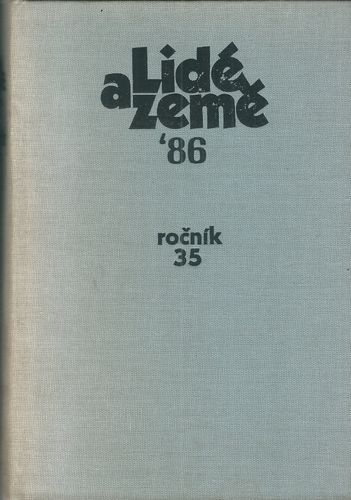 Lidé
a země
'86
ročník
35